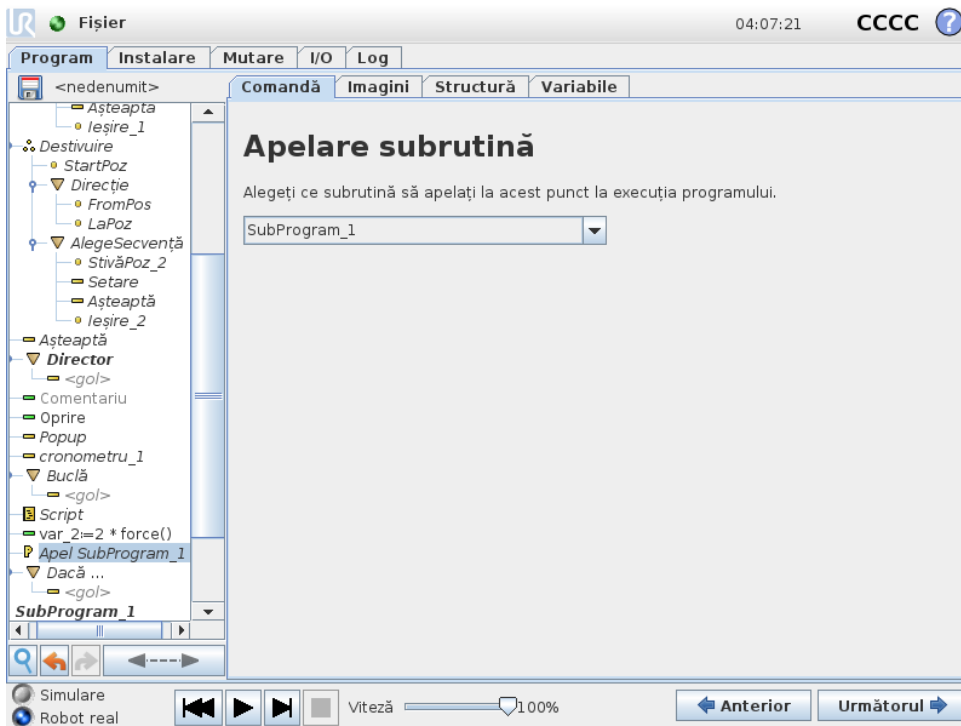 UR Fișier 04:07:21 CCCC ?
Program Instalare Mutare I/O Log
<nedenumit> Comandă Imagini Structură Variabile
Așteaptă
Ieșire_1
Destivuire
StartPoz
Direcție
FromPos
LaPoz
AlegeSecvență
StivăPoz_2
Setare
Așteaptă
Ieșire_2
Așteaptă
Director
<gol>
Comentariu
Oprire
Popup
cronometru_1
Buclă
<gol>
Script
var_2:=2 * force()
P Apel SubProgram_1
Dacă ...
<gol>
SubProgram_1
Apelare subrutină
Alegeți ce subrutină să apelați la acest punct la execuția programului.
SubProgram_1
Simulare
Robot real
Viteză 100%
Anterior Următorul